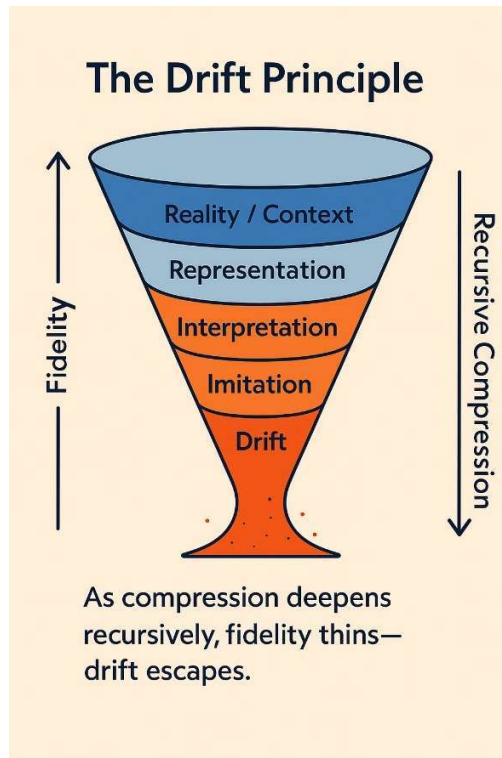 The Drift Principle
Reality / Context
Representation
Interpretation
Imitation
Drift
Fidelity
Recursive Compression
As compression deepens
recursively, fidelity thins—
drift escapes.